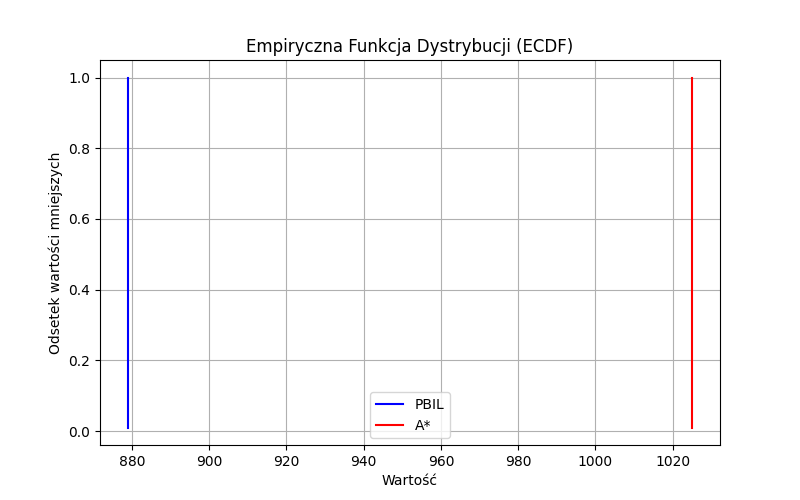 Empiryczna Funkcja Dystrybucji (ECDF)
Odsetek wartości mniejszych
1.0
0.8
0.6
0.4
0.2
0.0
PBIL
A*
880 900 920 940 960 980 1000 1020
Wartość